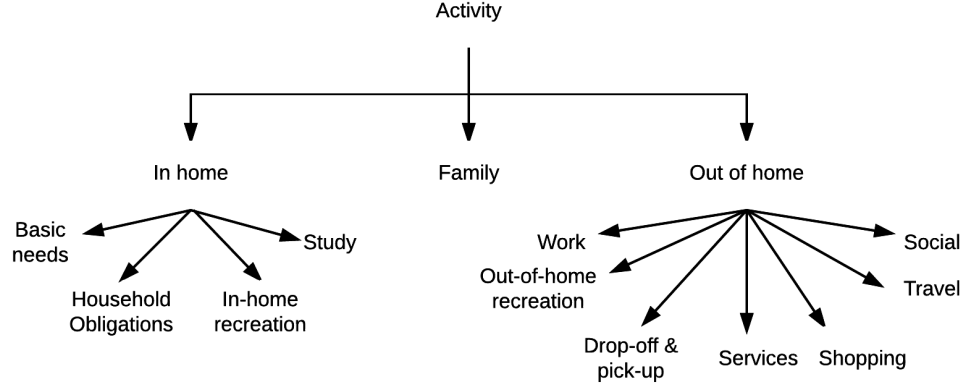 Activity
In home
Family
Out of home
Basic
needs
Household
Obligations
In-home
recreation
Study
Work
Out-of-home
recreation
Drop-off &
pick-up
Services
Shopping
Travel
Social